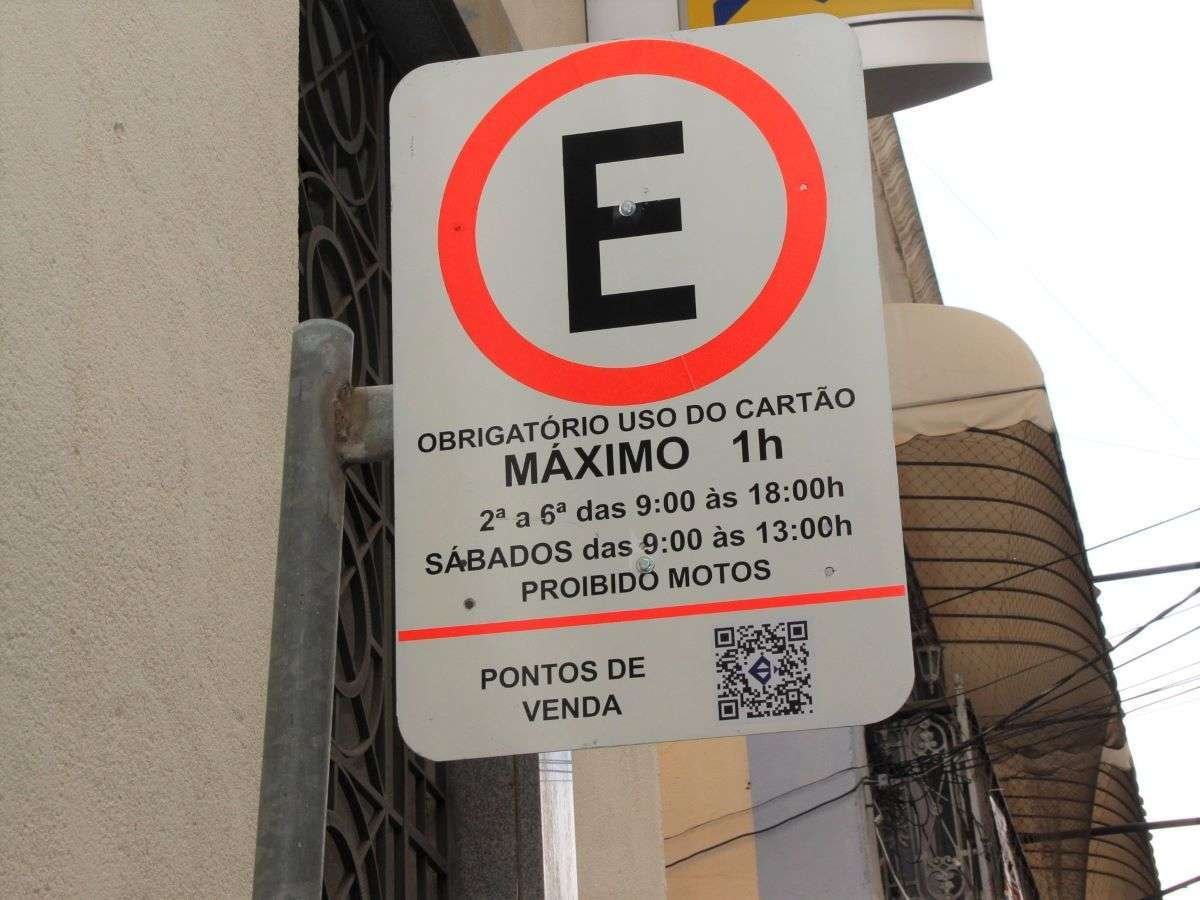 E
OBRIGATÓRIO USO DO CARTÃO
MÁXIMO 1h
2ª a 6ª das 9:00 às 18:00h
SÁBADOS das 9:00 às 13:00h
PROIBIDO MOTOS
PONTOS DE
VENDA